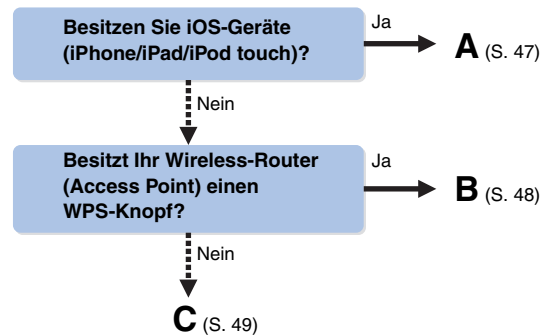 Besitzen Sie iOS-Geräte
(iPhone/iPad/iPod touch)?
Ja
A (S. 47)
Nein
Besitzt Ihr Wireless-Router
(Access Point) einen
WPS-Knopf?
Ja
B (S. 48)
Nein
C (S. 49)